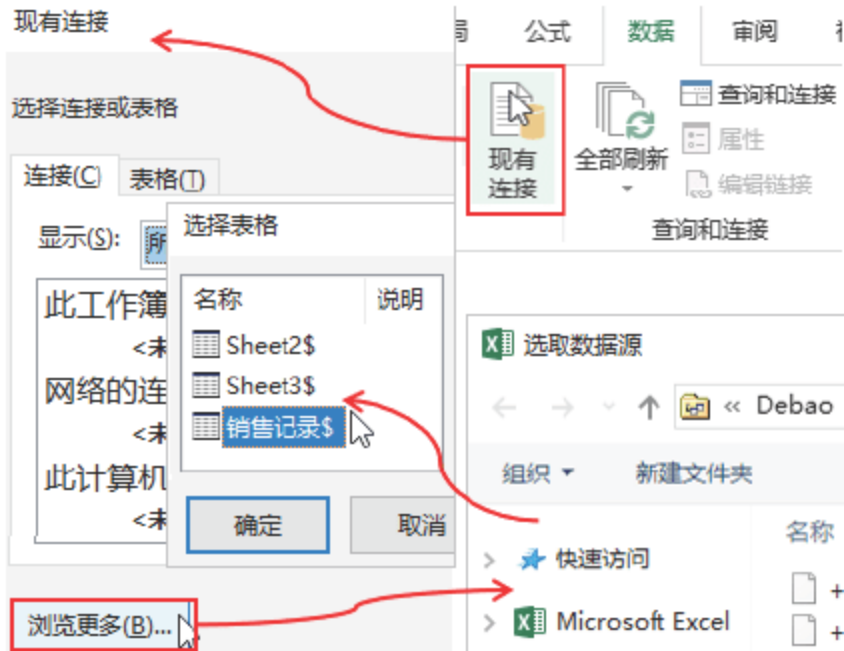 现有连接
选择连接或表格
连接(C) 表格(T)
显示(S): 所
此工作簿
<未
网络的连
<未
此计算机
<未
浏览更多(B)...
选择表格
名称 说明
Sheet2$
Sheet3$
销售记录$
确定 取消
公式 数据 审阅
现有
连接
全部刷新
查询和连接
属性
编辑链接
查询和连接
选取数据源
« Debao
组织 新建文件夹
名称
快速访问
Microsoft Excel